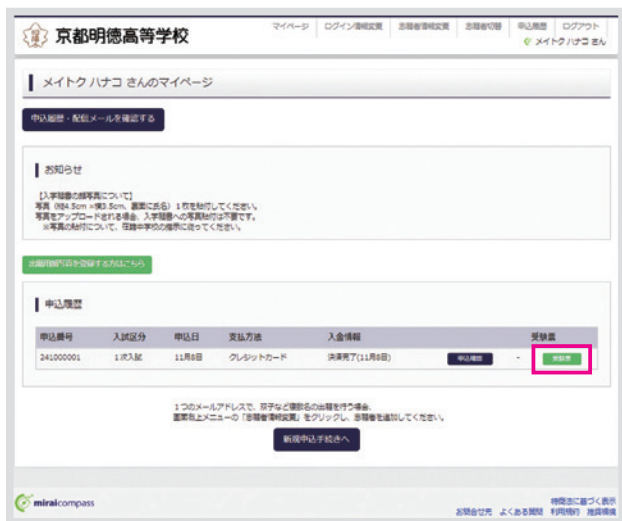 京都明徳高等学校
マイページ ログイン情報変更 志願者情報変更 志願者切替 申込履歴 ログアウト
メイトク ハナコ さん
メイトク ハナコ さんのマイページ
申込履歴・配信メールを確認する
お知らせ
【入学願書の顔写真について】
写真（縦4.5cm ×横3.5cm、裏面に氏名）1枚を貼付してください。
写真をアップロードされる場合、入学願書への写真貼付は不要です。
※写真の貼付について、在籍中学校の指示に従ってください。
出願用顔写真を登録する方はこちら
申込履歴
申込番号 入試区分 申込日 支払方法 入金情報 受験票
241000001 1次入試 11月8日 クレジットカード 決済完了(11月8日) 申込確認 - 受験票
1つのメールアドレスで、双子など複数名の出願を行う場合、
画面右上メニューの「志願者情報変更」をクリックし、志願者を追加してください。
新規申込手続きへ
miraicompass
特商法に基づく表示
お問合せ先 よくある質問 利用規約 推奨環境